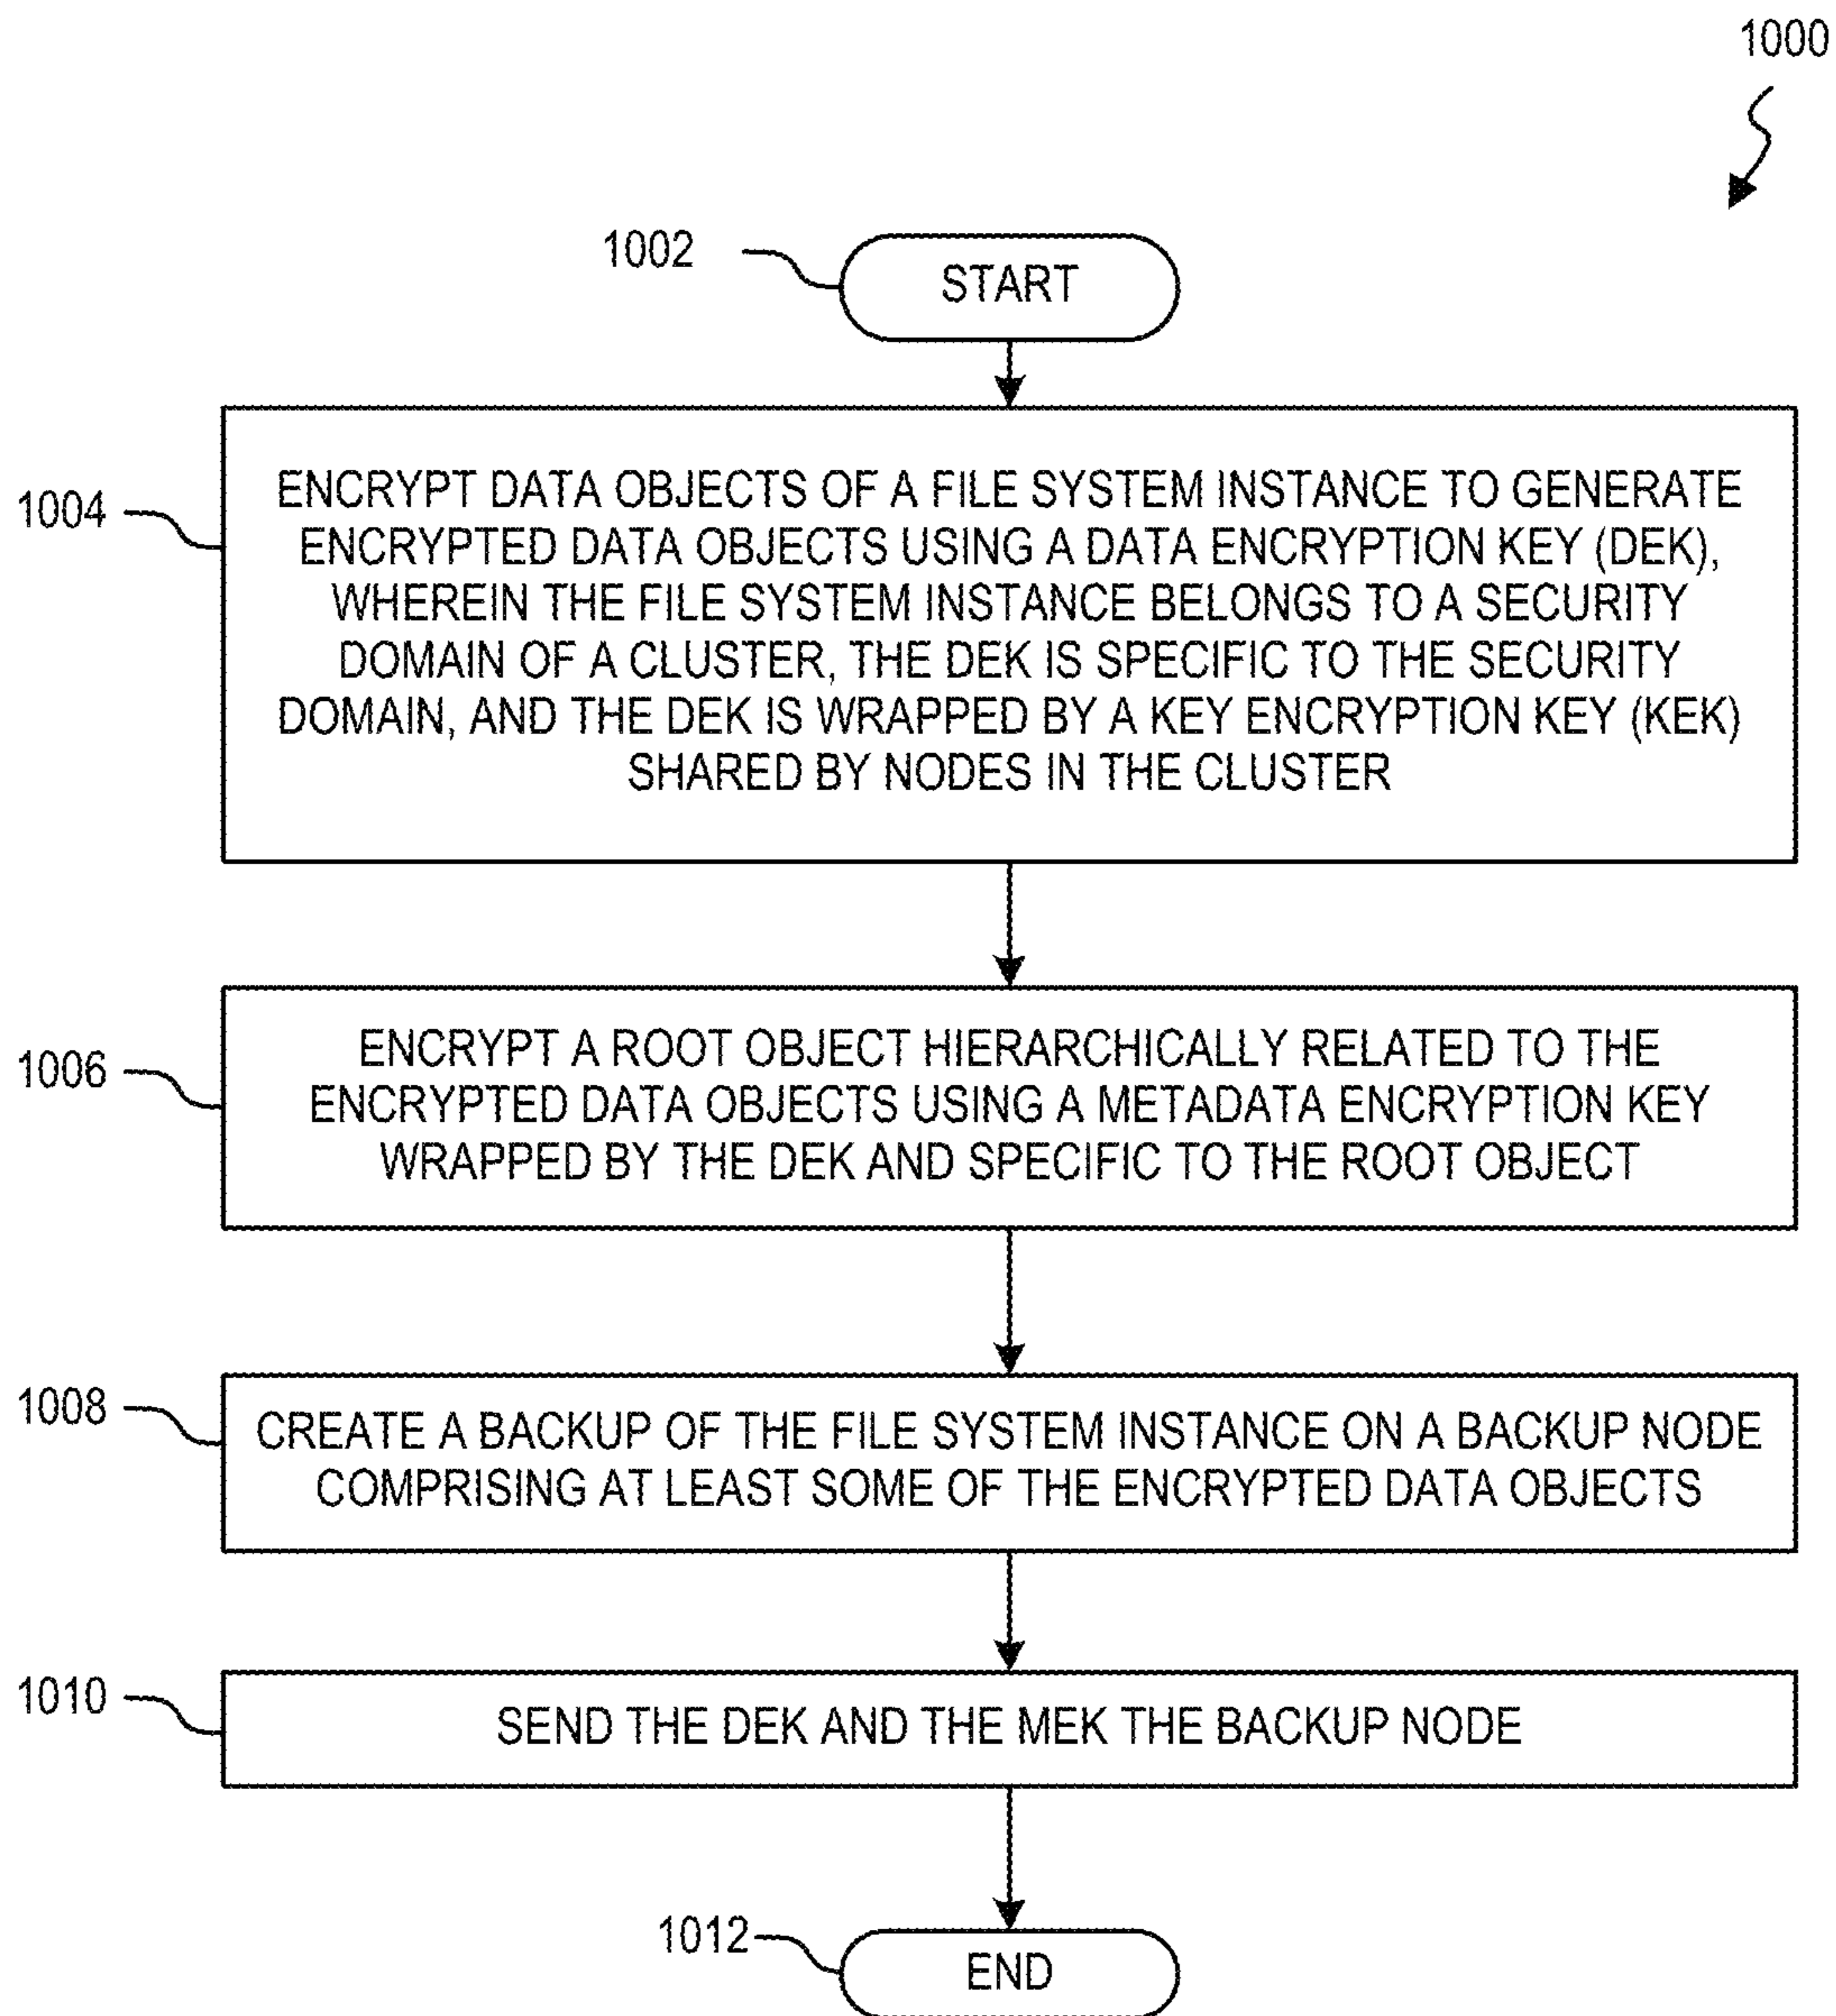 1000
1002
START
1004
ENCRYPT DATA OBJECTS OF A FILE SYSTEM INSTANCE TO GENERATE
ENCRYPTED DATA OBJECTS USING A DATA ENCRYPTION KEY (DEK),
WHEREIN THE FILE SYSTEM INSTANCE BELONGS TO A SECURITY
DOMAIN OF A CLUSTER, THE DEK IS SPECIFIC TO THE SECURITY
DOMAIN, AND THE DEK IS WRAPPED BY A KEY ENCRYPTION KEY (KEK)
SHARED BY NODES IN THE CLUSTER
1006
ENCRYPT A ROOT OBJECT HIERARCHICALLY RELATED TO THE
ENCRYPTED DATA OBJECTS USING A METADATA ENCRYPTION KEY
WRAPPED BY THE DEK AND SPECIFIC TO THE ROOT OBJECT
1008
CREATE A BACKUP OF THE FILE SYSTEM INSTANCE ON A BACKUP NODE
COMPRISING AT LEAST SOME OF THE ENCRYPTED DATA OBJECTS
1010
SEND THE DEK AND THE MEK THE BACKUP NODE
1012
END